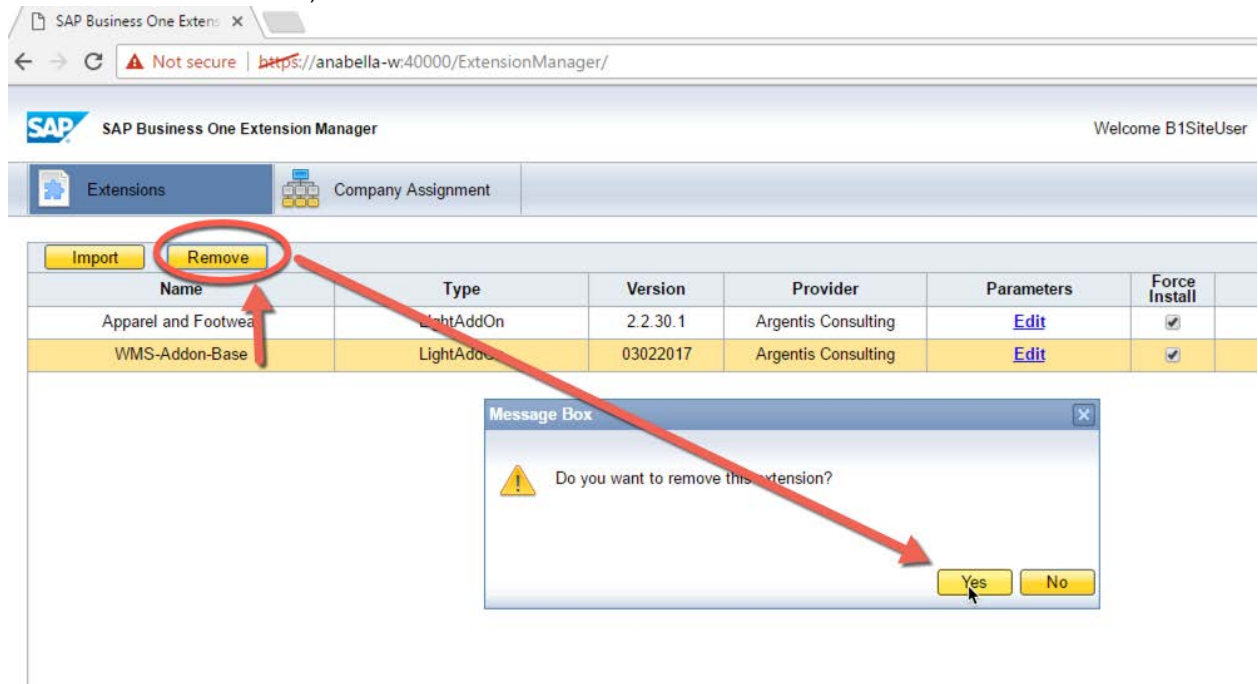 SAP Business One Extens
Not secure | https://anabella-w:40000/ExtensionManager/
SAP SAP Business One Extension Manager Welcome B1SiteUser
Extensions Company Assignment
Import Remove
Name Type Version Provider Parameters Force Install
Apparel and Footwea LightAddOn 2.2.30.1 Argentis Consulting Edit
WMS-Addon-Base LightAddO 03022017 Argentis Consulting Edit
Message Box
Do you want to remove this extension?
Yes No